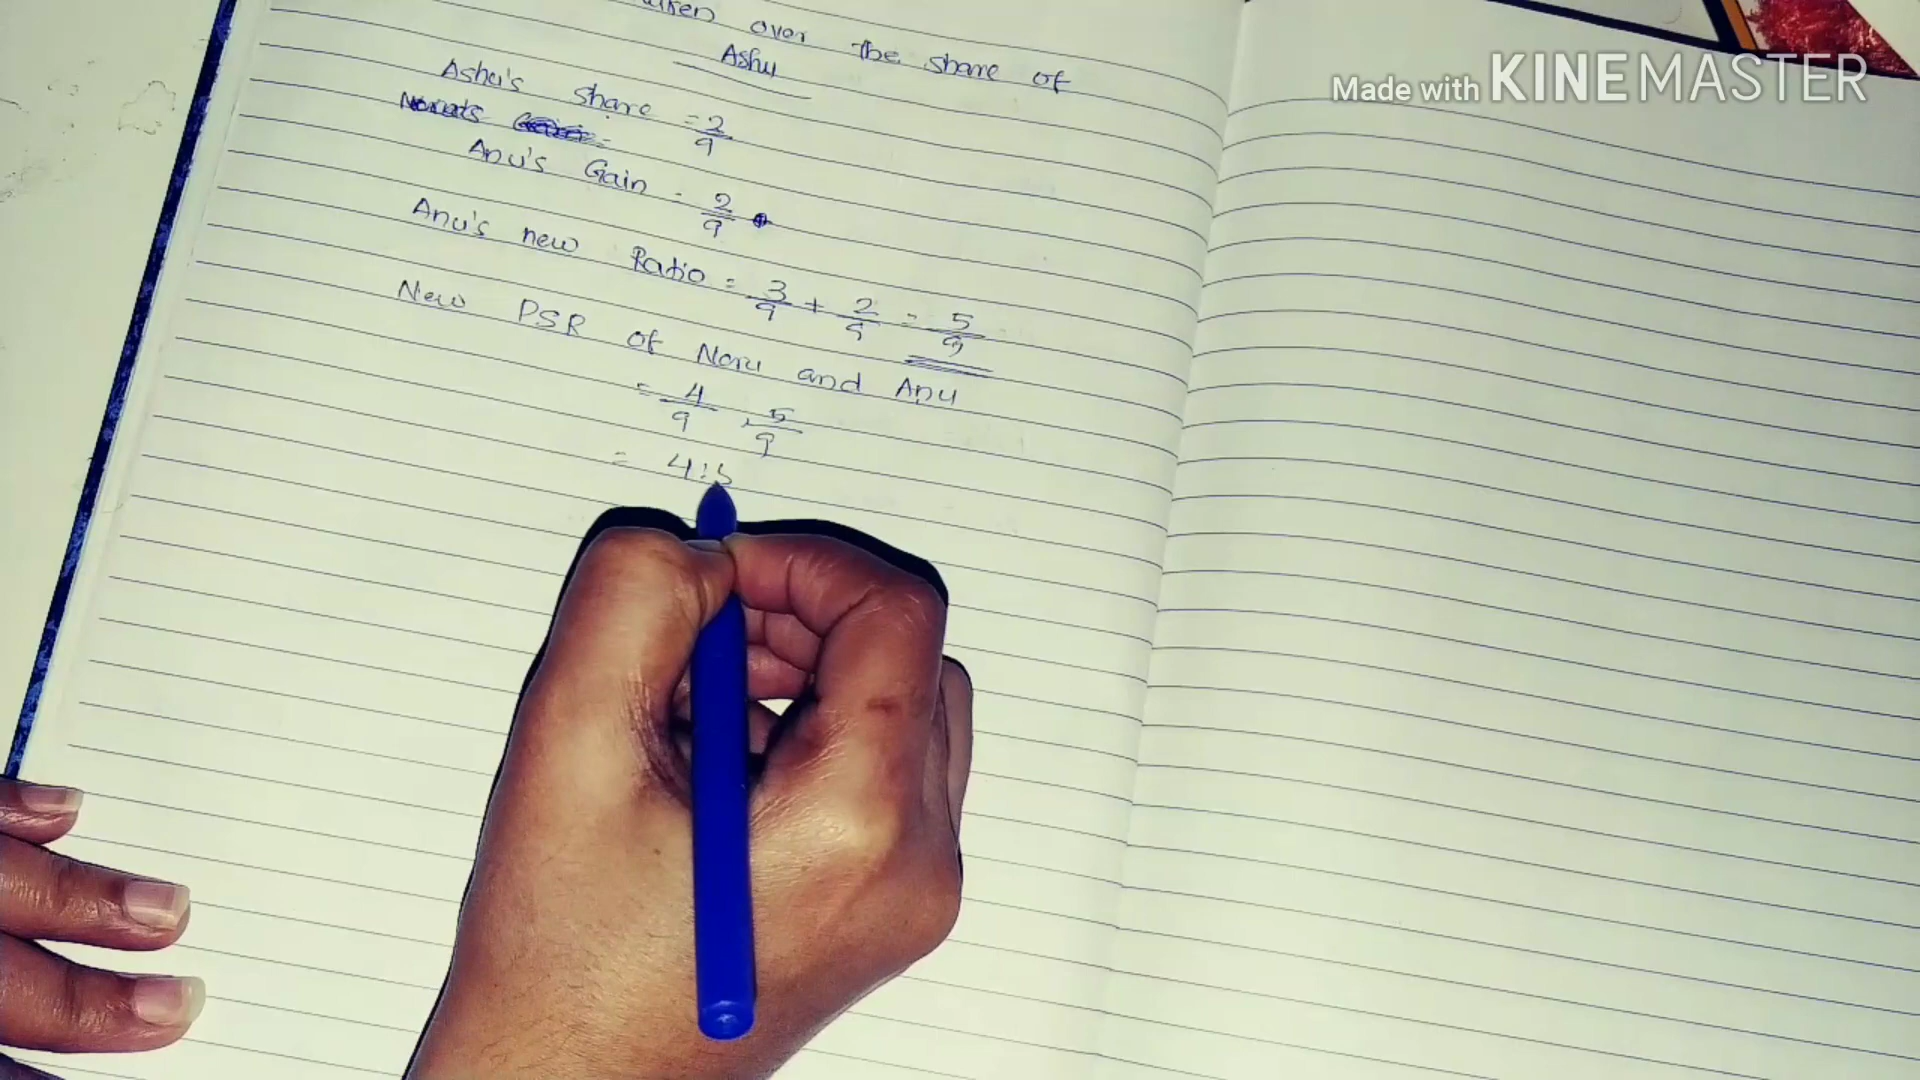 over the share of
Ashu
Made with KINEMASTER
Ashu's share = 2/9
Anu's Gain = 2/9
Anu's new Ratio = 3/9 + 2/9 = 5/9
New PSR of Noru and Anu
= 4/9, 5/9
= 4:5